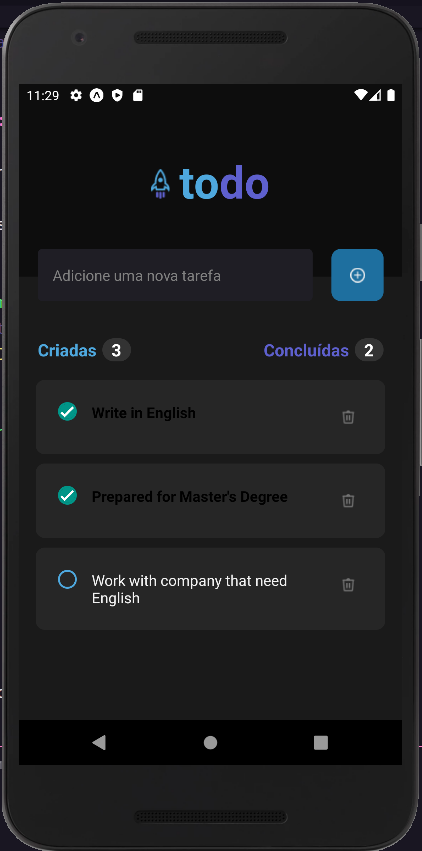 11:29
todo
Adicione uma nova tarefa
Criadas 3
Concluídas 2
Write in English
Prepared for Master's Degree
Work with company that need
English